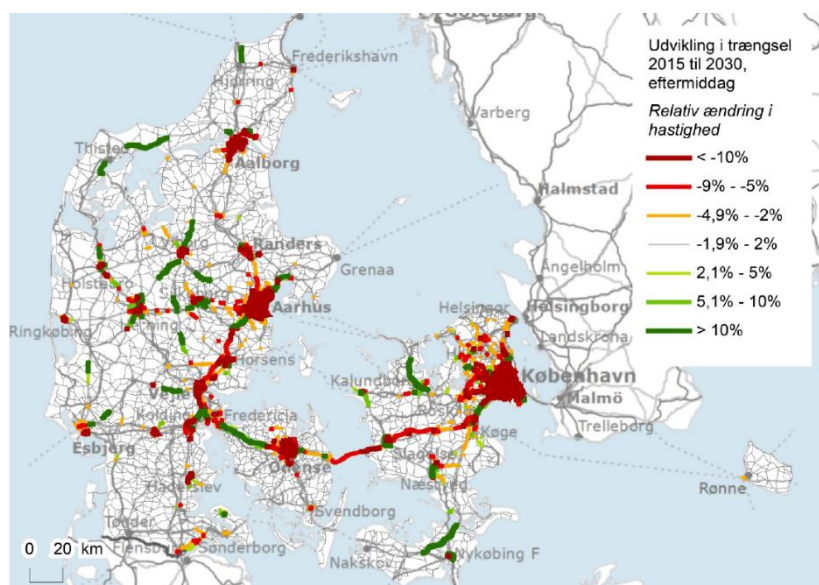 Göteborg
Frederikshavn
Hjørring
Varberg
Thisted
Aalborg
Halmstad
Randers
Grenaa
Ängelholm
Holstebro
Aarhus
Helsingør
Helsingborg
Ringkøbing
Landskrona
Horsens
Kalundborg
København
Malmö
Kolding
Fredericia
Trelleborg
Esbjerg
Køge
Odense
Slagelse
Næstved
Rønne
Haderslev
Svendborg
Tønder
Flensburg
Sønderborg
Nakskov
Nykøbing F
0 20 km
Udvikling i trængsel
2015 til 2030,
eftermiddag
Relativ ændring i
hastighed
< -10%
-9% - -5%
-4,9% - -2%
-1,9% - 2%
2,1% - 5%
5,1% - 10%
> 10%